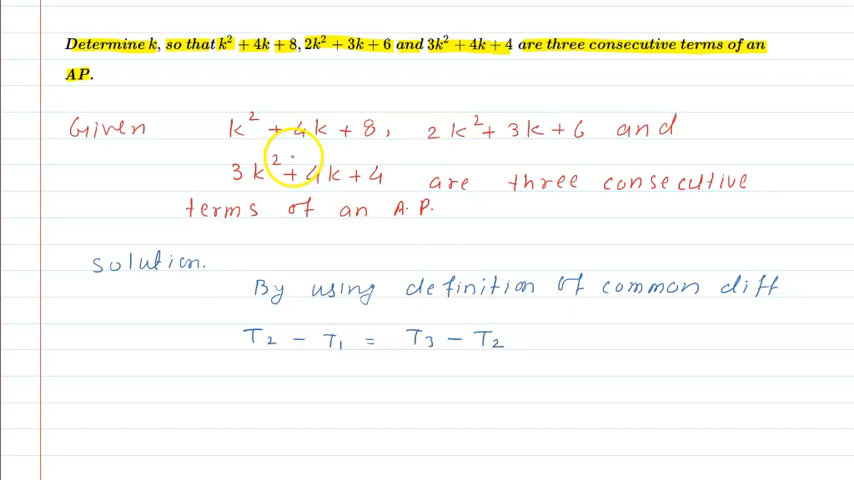 Determine k, so that k² + 4k + 8, 2k² + 3k + 6 and 3k² + 4k + 4 are three consecutive terms of an
AP.
Given k² + 4k + 8, 2k² + 3k + 6 and
3k² + 4k + 4 are three consecutive
terms of an A.P.
Solution.
By using definition of common diff
T₂ - T₁ = T₃ - T₂